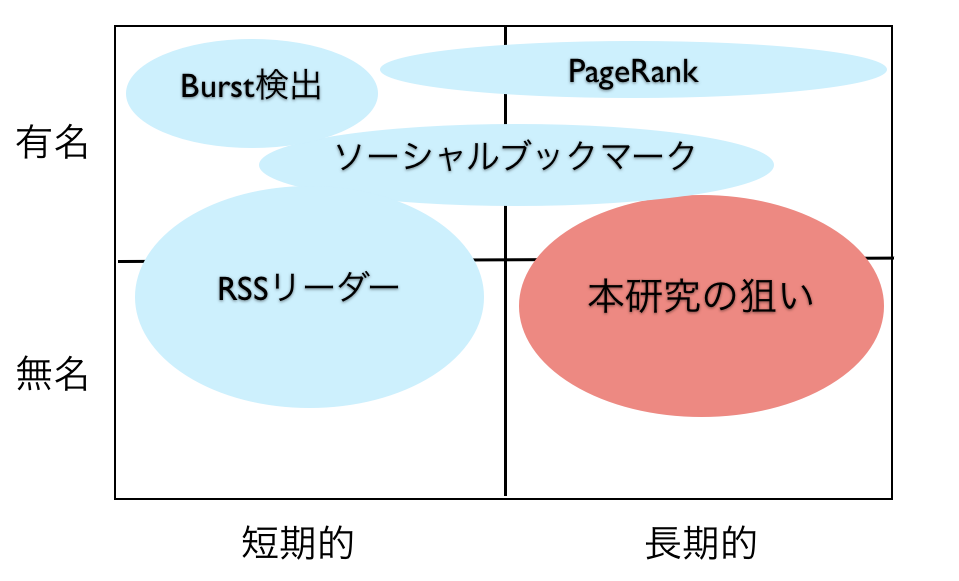 Burst検出
PageRank
有名
ソーシャルブックマーク
RSSリーダー
本研究の狙い
無名
短期的
長期的